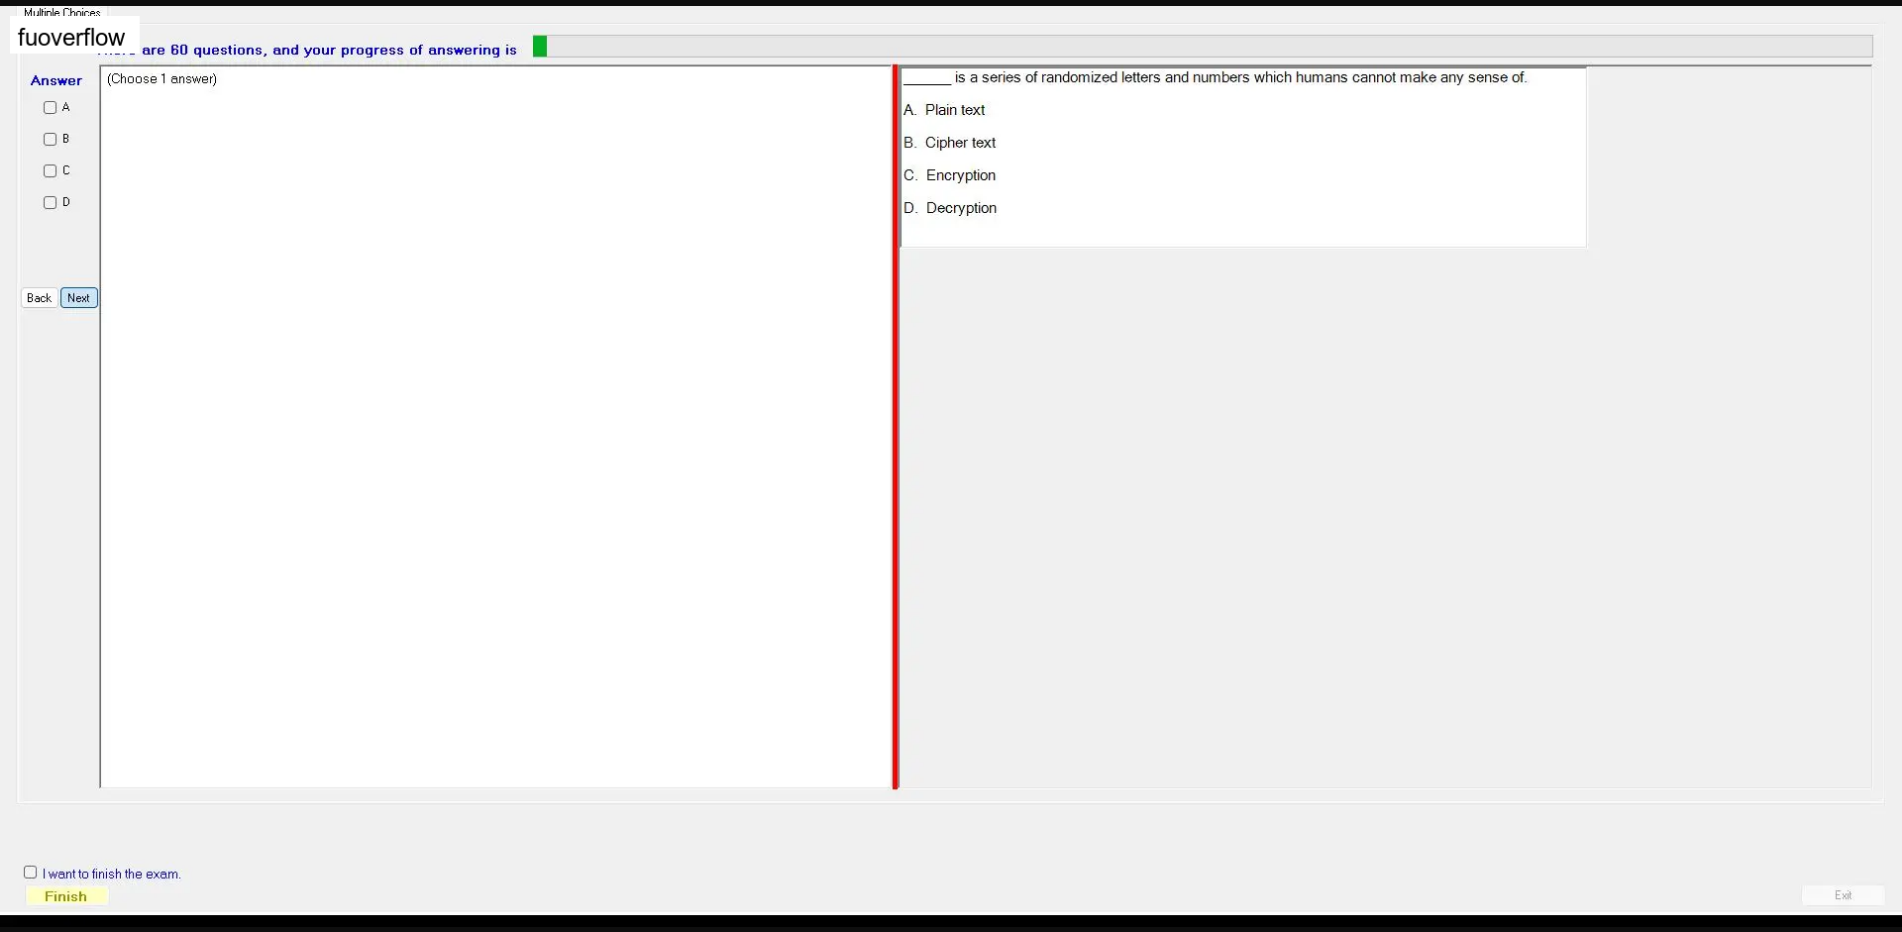 Multiple Choices
fuoverflow
are 60 questions, and your progress of answering is
Answer
(Choose 1 answer)
A
B
C
D
Back Next
______ is a series of randomized letters and numbers which humans cannot make any sense of.
A. Plain text
B. Cipher text
C. Encryption
D. Decryption
I want to finish the exam.
Finish
Exit